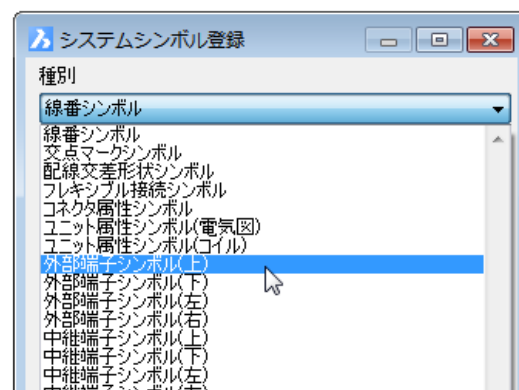 システムシンボル登録
種別
線番シンボル
線番シンボル
交点マークシンボル
配線交差形状シンボル
フレキシブル接続シンボル
コネクタ属性シンボル
ユニット属性シンボル(電気図)
ユニット属性シンボル(コイル)
外部端子シンボル(上)
外部端子シンボル(下)
外部端子シンボル(左)
外部端子シンボル(右)
中継端子シンボル(上)
中継端子シンボル(下)
中継端子シンボル(左)